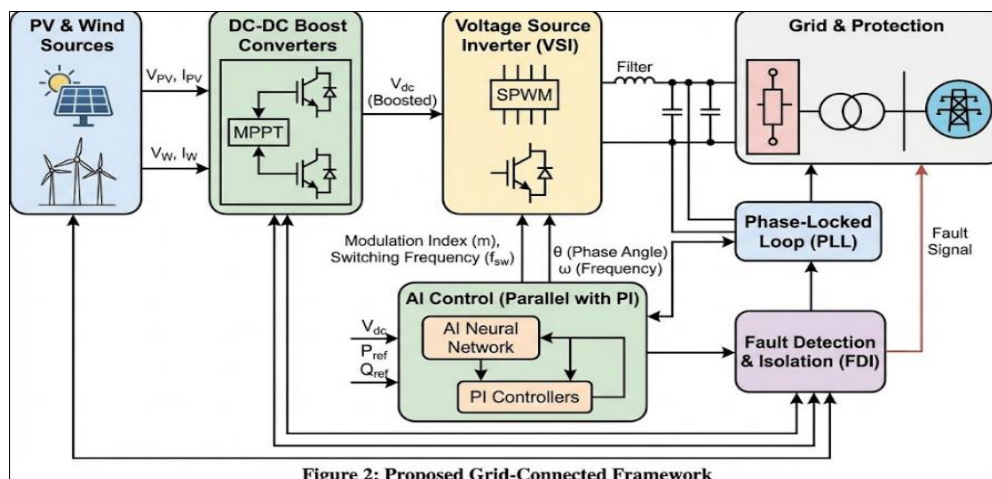 PV & Wind
Sources
V_PV, I_PV
V_W, I_W
DC-DC Boost
Converters
MPPT
V_dc
(Boosted)
Voltage Source
Inverter (VSI)
SPWM
Filter
Grid & Protection
Modulation Index (m),
Switching Frequency (f_sw)
θ (Phase Angle)
ω (Frequency)
Phase-Locked
Loop (PLL)
Fault
Signal
AI Control (Parallel with PI)
V_dc
P_ref
Q_ref
AI Neural
Network
PI Controllers
Fault Detection
& Isolation (FDI)
Figure 2: Proposed Grid-Connected Framework